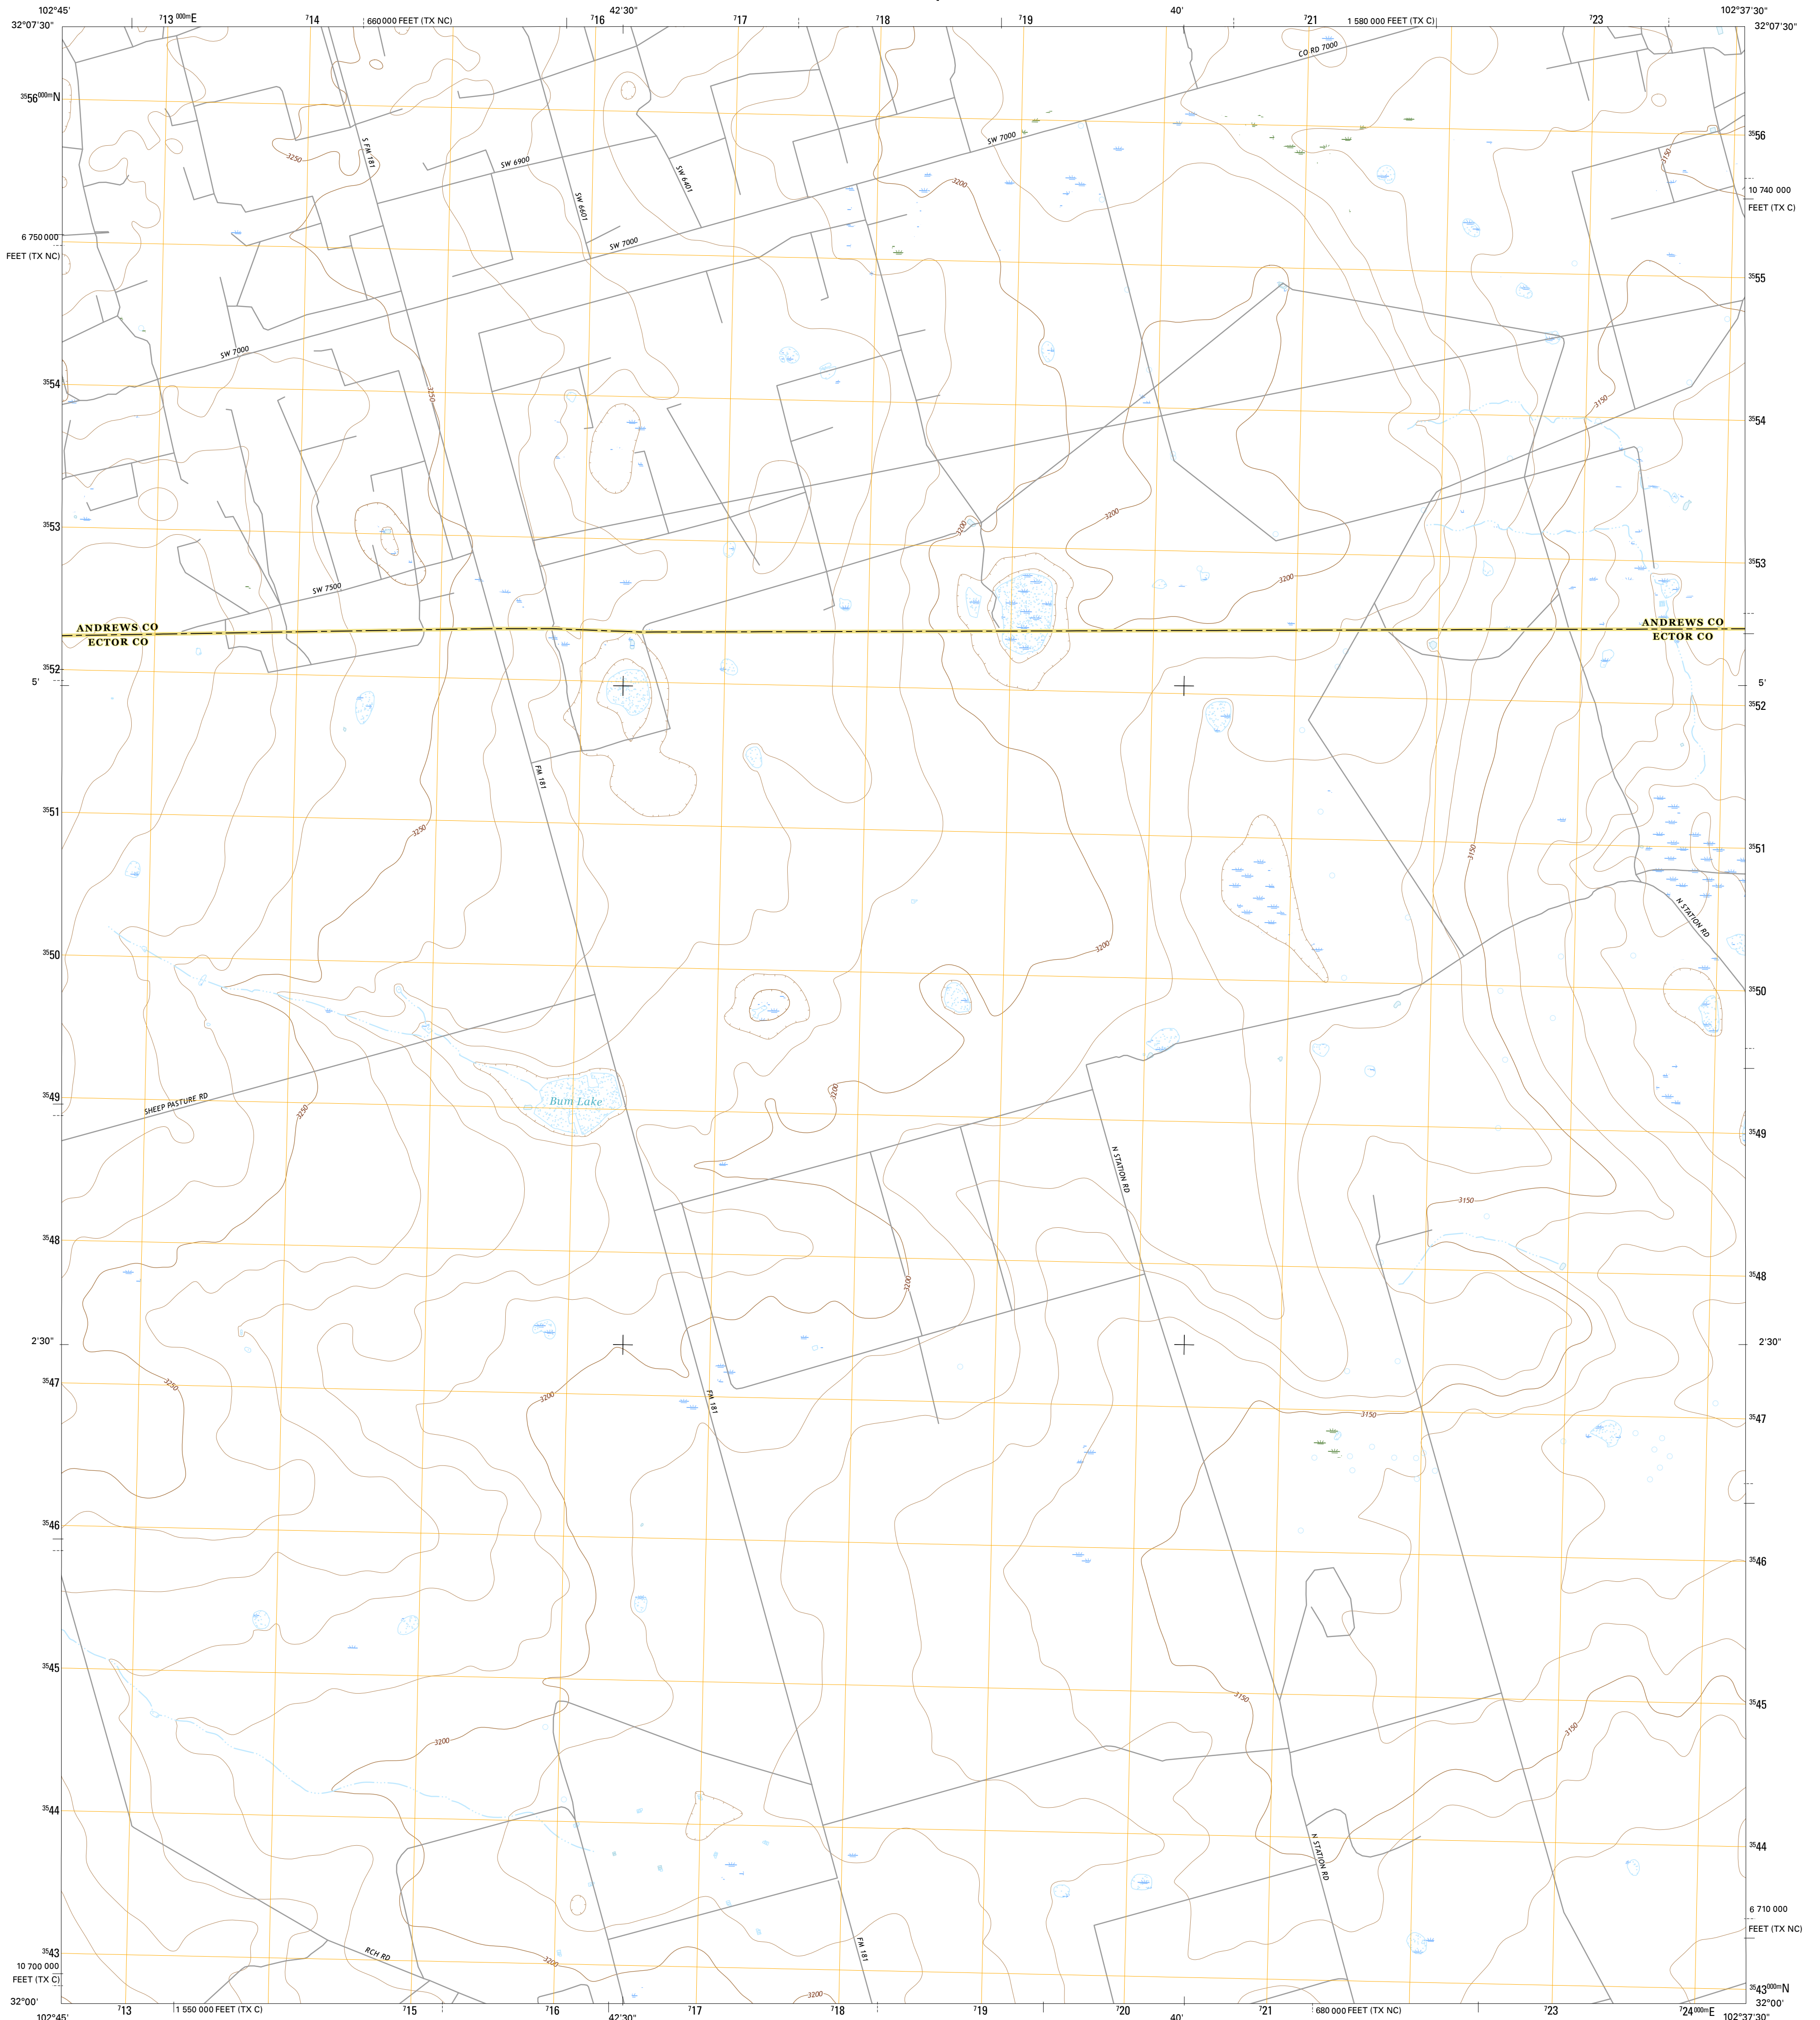 102°45' ⁷13 ⁰⁰⁰ᵐE ⁷14 660 000 FEET (TX NC) ⁷16 42'30" ⁷17 ⁷18 ⁷19 40' ⁷21 1 580 000 FEET (TX C) ⁷23 102°37'30"
32°07'30" 32°07'30"
CO RD 7000
³⁵56⁰⁰⁰ᵐN
³⁵56
S FM 181
SW 7000
3250
SW 6900
3150
SW 6401
3200
10 740 000
FEET (TX C)
SW 6601
6 750 000
FEET (TX NC)
SW 7000
³⁵55
SW 7000
³⁵54
3250
3150
³⁵54
³⁵53
3200
3200
³⁵53
3200
SW 7500
ANDREWS CO
ECTOR CO
ANDREWS CO
ECTOR CO
³⁵52
5'
5'
³⁵52
FM 181
³⁵51
3250
3150
³⁵51
N STATION RD
³⁵50
3200
³⁵50
³⁵49
SHEEP PASTURE RD
3250
Bum Lake
3200
³⁵49
N STATION RD
3150
³⁵48
³⁵48
3200
2'30"
2'30"
³⁵47
3250
3200
FM 181
3150
³⁵47
³⁵46
³⁵46
³⁵45
3150
³⁵45
3200
3150
³⁵44
³⁵44
N STATION RD
6 710 000
FEET (TX NC)
³⁵43
RCH RD
3200
FM 181
10 700 000
FEET (TX C)
3200
³⁵43⁰⁰⁰ᵐN
32°00' 32°00'
⁷13 1 550 000 FEET (TX C) ⁷15 ⁷16 ⁷17 ⁷18 ⁷19 ⁷20 ⁷21 680 000 FEET (TX NC) ⁷23 ⁷24⁰⁰⁰ᵐE
102°45' 42'30" 40' 102°37'30"